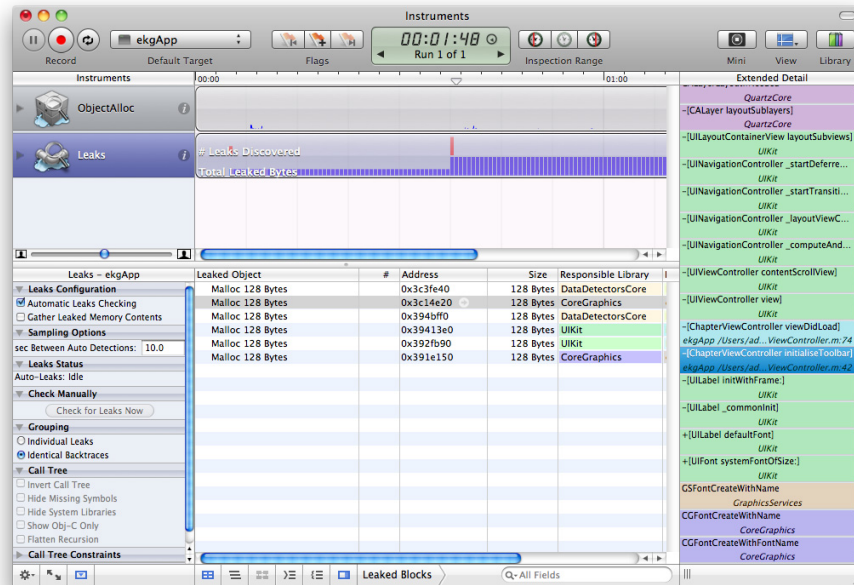 Instruments
ekgApp
00:01:48
Run 1 of 1
Record
Default Target
Flags
Inspection Range
Mini
View
Library
Instruments
00:00
01:00
Extended Detail
ObjectAlloc
Leaks
# Leaks Discovered
Total Leaked Bytes
QuartzCore
-[CALayer layoutSublayers]
QuartzCore
-[UILayoutContainerView layoutSubviews]
UIKit
-[UINavigationController _startDeferre...
UIKit
-[UINavigationController _startTransiti...
UIKit
-[UINavigationController _layoutViewC...
UIKit
-[UINavigationController _computeAnd...
UIKit
-[UIViewController contentScrollView]
UIKit
-[UIViewController view]
UIKit
-[ChapterViewController viewDidLoad]
ekgApp /Users/ad...ViewController.m:74
-[ChapterViewController initialiseToolbar]
ekgApp /Users/ad...ViewController.m:42
-[UILabel initWithFrame:]
UIKit
-[UILabel _commonInit]
UIKit
+[UILabel defaultFont]
UIKit
+[UIFont systemFontOfSize:]
UIKit
GSFontCreateWithName
GraphicsServices
CGFontCreateWithName
CoreGraphics
CGFontCreateWithFontName
CoreGraphics
Leaks – ekgApp
Leaks Configuration
Automatic Leaks Checking
Gather Leaked Memory Contents
Sampling Options
sec Between Auto Detections: 10.0
Leaks Status
Auto-Leaks: Idle
Check Manually
Check for Leaks Now
Grouping
Individual Leaks
Identical Backtraces
Call Tree
Invert Call Tree
Hide Missing Symbols
Hide System Libraries
Show Obj-C Only
Flatten Recursion
Call Tree Constraints
Leaked Object # Address Size Responsible Library
Malloc 128 Bytes 0x3c3fe40 128 Bytes DataDetectorsCore
Malloc 128 Bytes 0x3c14e20 128 Bytes CoreGraphics
Malloc 128 Bytes 0x394bff0 128 Bytes DataDetectorsCore
Malloc 128 Bytes 0x39413e0 128 Bytes UIKit
Malloc 128 Bytes 0x392fb90 128 Bytes UIKit
Malloc 128 Bytes 0x391e150 128 Bytes CoreGraphics
Leaked Blocks
All Fields